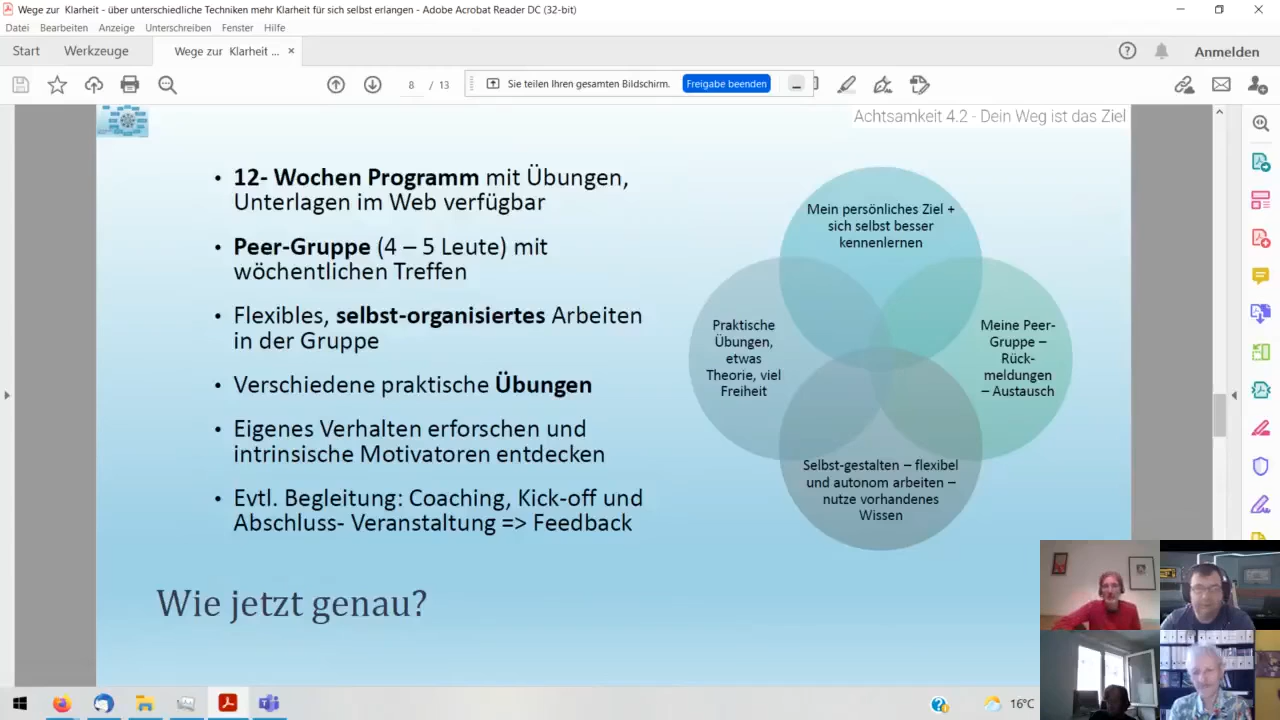 Wege zur  Klarheit - über unterschiedliche Techniken mehr Klarheit für sich selbst erlangen - Adobe Acrobat Reader DC (32-bit)
Datei Bearbeiten Anzeige Unterschreiben Fenster Hilfe
Start Werkzeuge Wege zur  Klarheit ... × Anmelden
8 / 13 Sie teilen Ihren gesamten Bildschirm. Freigabe beenden
Achtsamkeit 4.2 - Dein Weg ist das Ziel
• 12- Wochen Programm mit Übungen,
Unterlagen im Web verfügbar
• Peer-Gruppe (4 – 5 Leute) mit
wöchentlichen Treffen
• Flexibles, selbst-organisiertes Arbeiten
in der Gruppe
• Verschiedene praktische Übungen
• Eigenes Verhalten erforschen und
intrinsische Motivatoren entdecken
• Evtl. Begleitung: Coaching, Kick-off und
Abschluss- Veranstaltung => Feedback
Mein persönliches Ziel +
sich selbst besser
kennenlernen
Praktische
Übungen,
etwas
Theorie, viel
Freiheit
Meine Peer-
Gruppe –
Rück-
meldungen
– Austausch
Selbst-gestalten – flexibel
und autonom arbeiten –
nutze vorhandenes
Wissen
Wie jetzt genau?
16°C